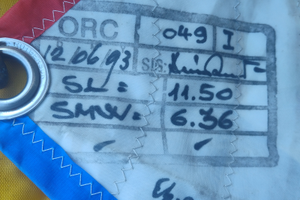 ORC 049 I
12/06/93 SIG:
SL = 11.50
SMW = 6.36